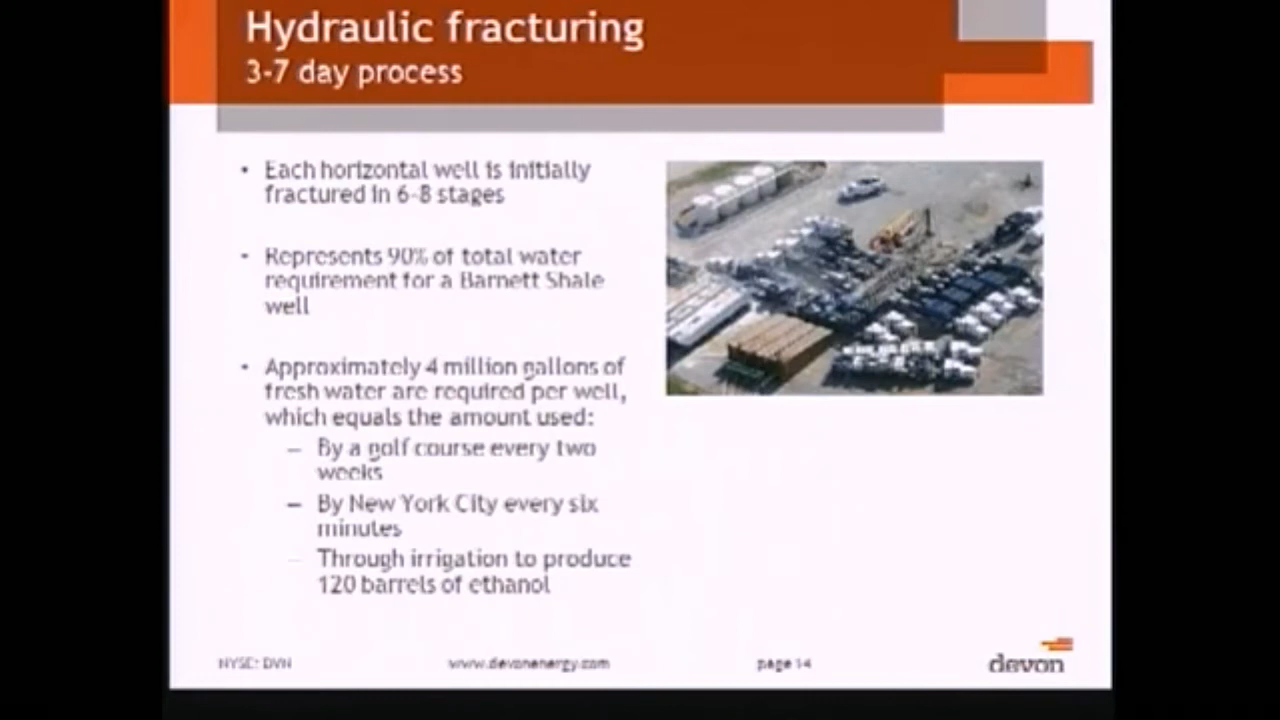 Hydraulic fracturing
3-7 day process
• Each horizontal well is initially
fractured in 6-8 stages
• Represents 90% of total water
requirement for a Barnett Shale
well
• Approximately 4 million gallons of
fresh water are required per well,
which equals the amount used:
– By a golf course every two
weeks
– By New York City every six
minutes
– Through irrigation to produce
120 barrels of ethanol
NYSE: DVN
www.devonenergy.com
page 14
devon